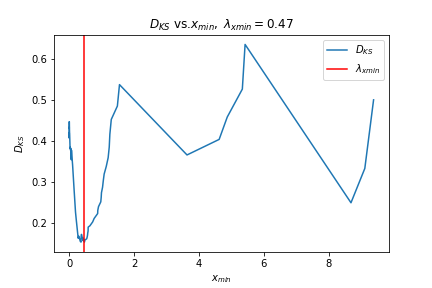 D_KS vs.x_min, λ_xmin = 0.47
D_KS
λ_xmin
0.6
0.5
0.4
0.3
0.2
D_KS
0 2 4 6 8
x_min